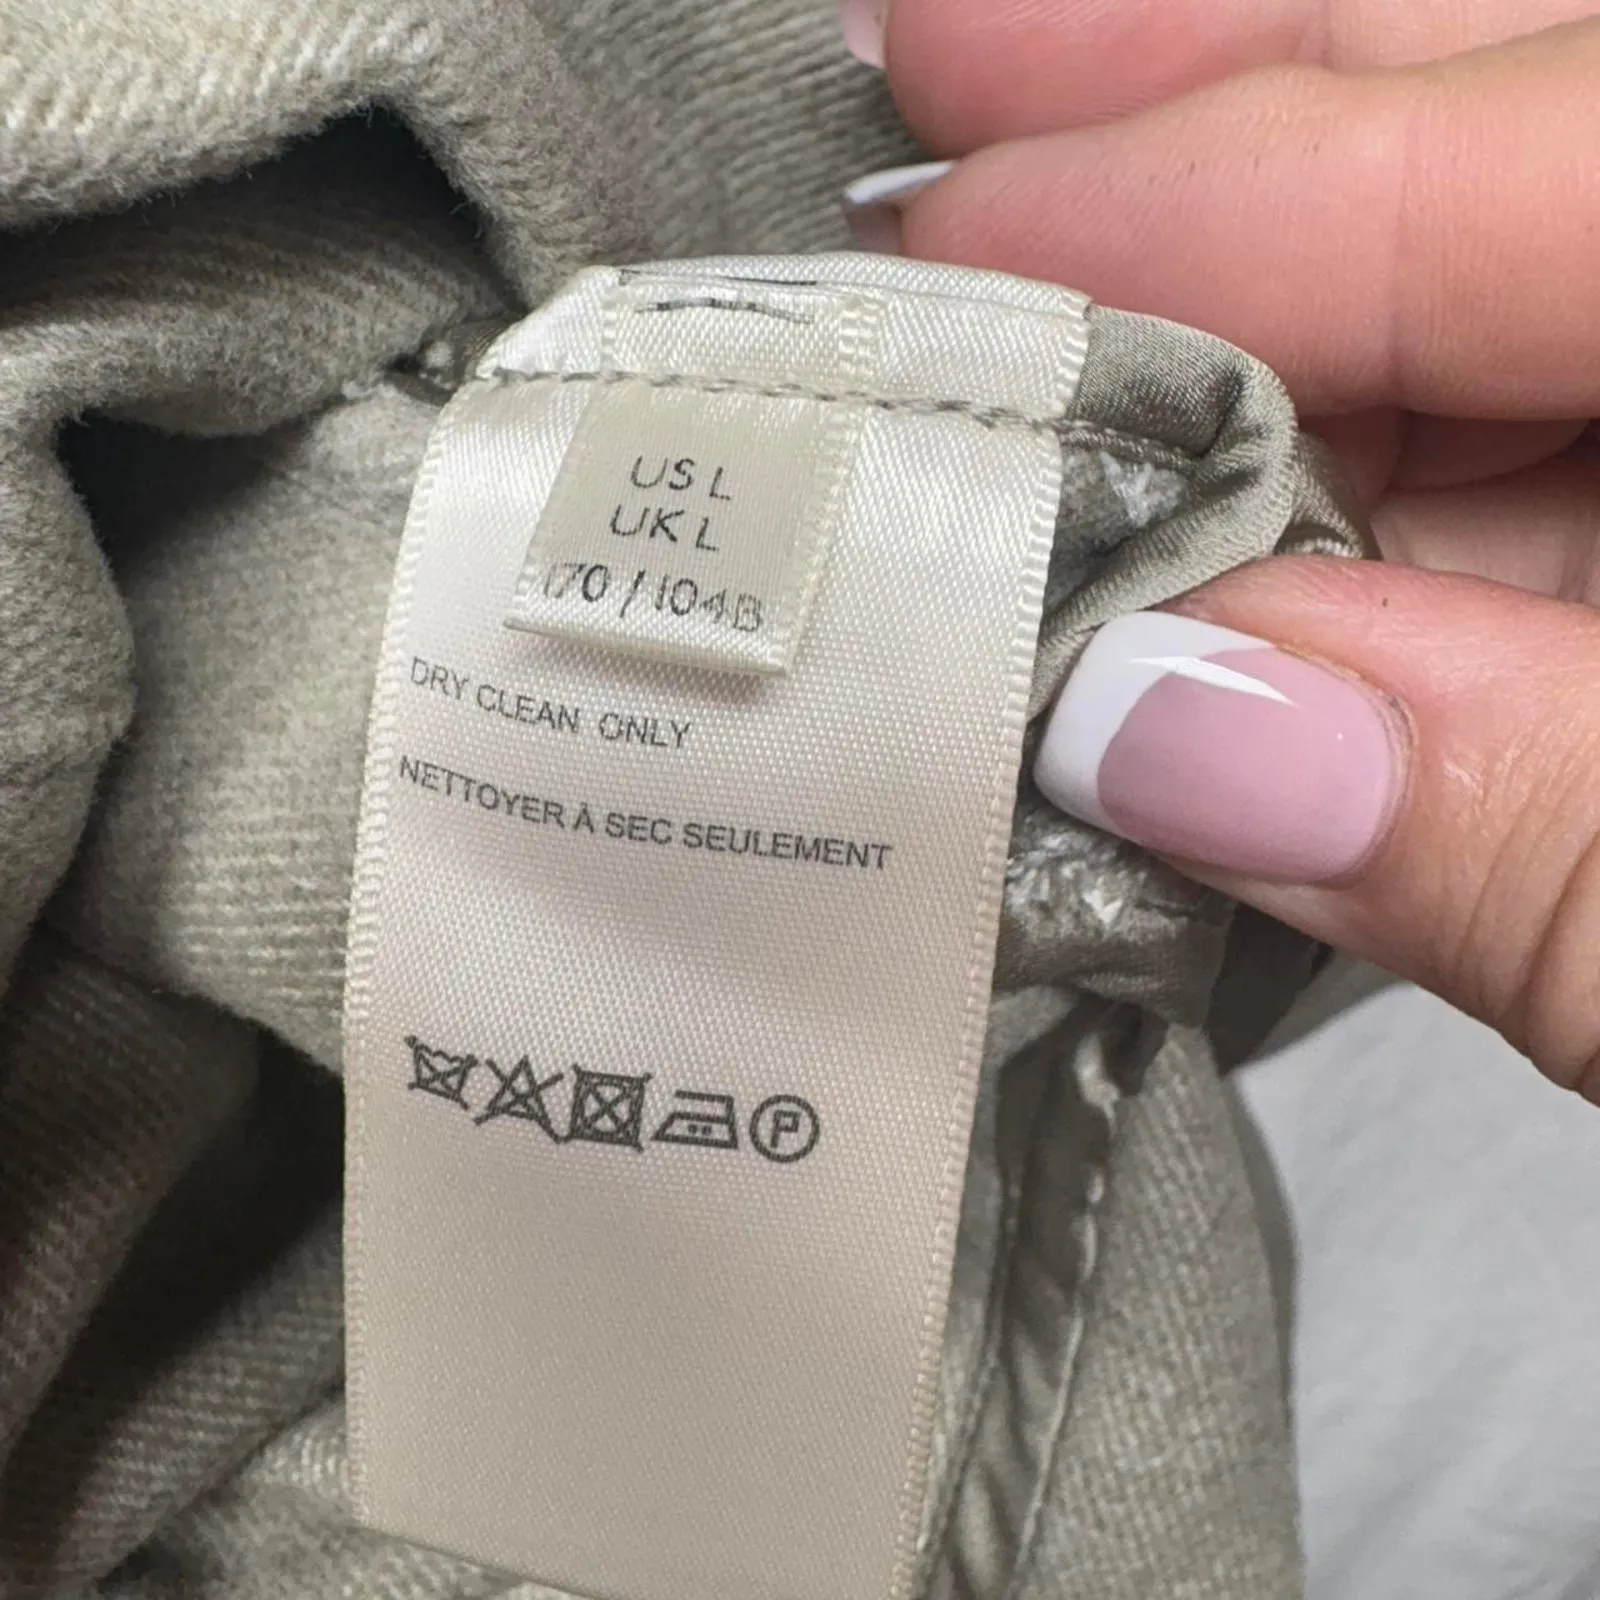 US L
UK L
170 / 104B
DRY CLEAN ONLY
NETTOYER À SEC SEULEMENT
P